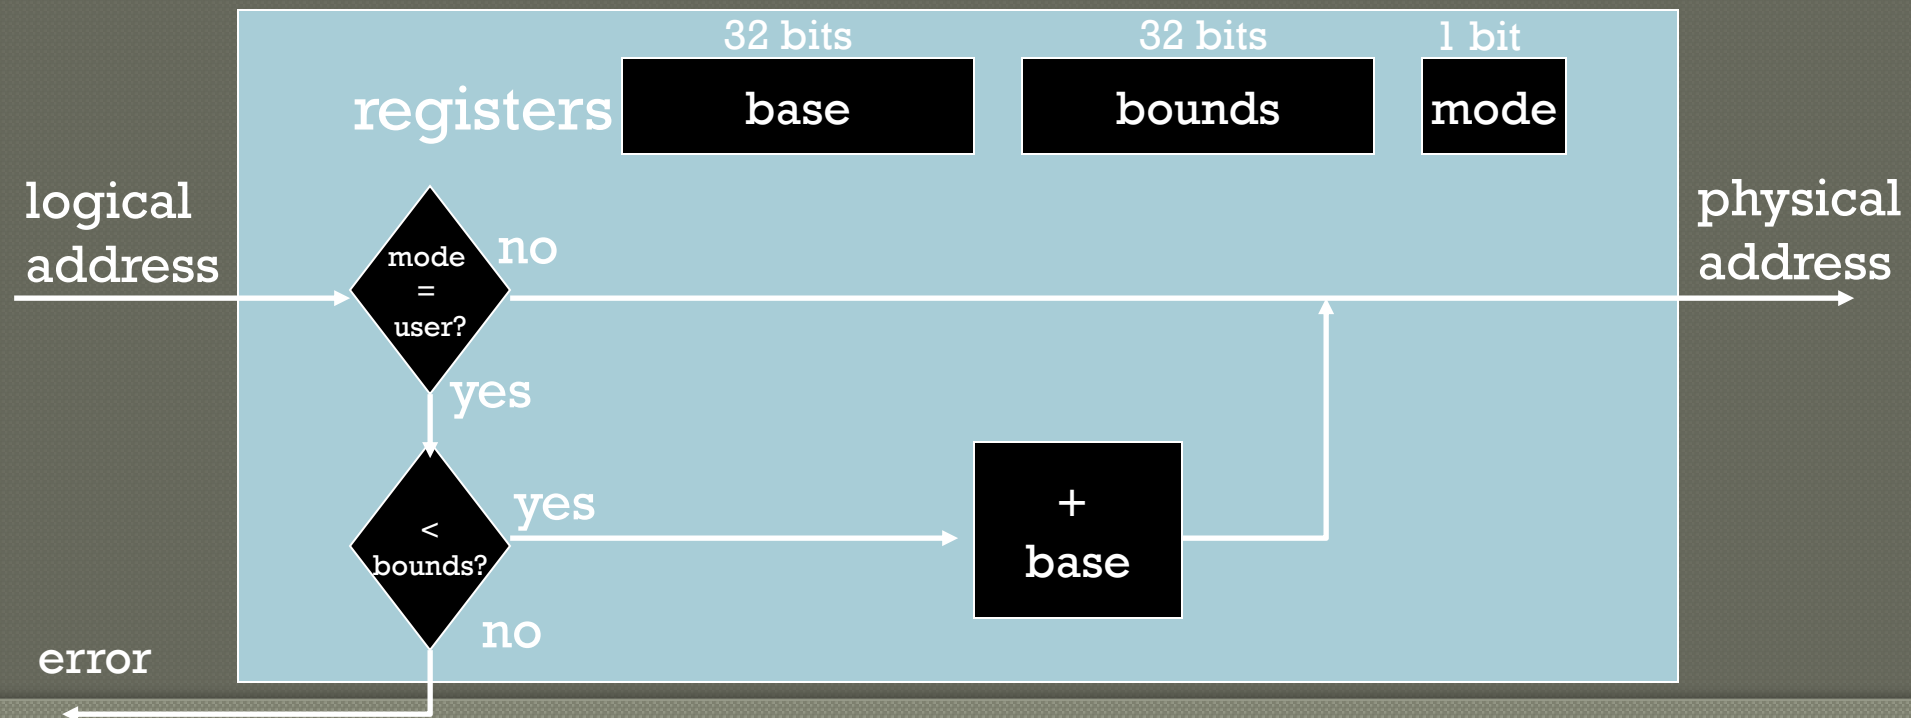 32 bits
32 bits
1 bit
registers
base
bounds
mode
logical
address
physical
address
mode
=
user?
no
yes
<
bounds?
yes
+
base
no
error